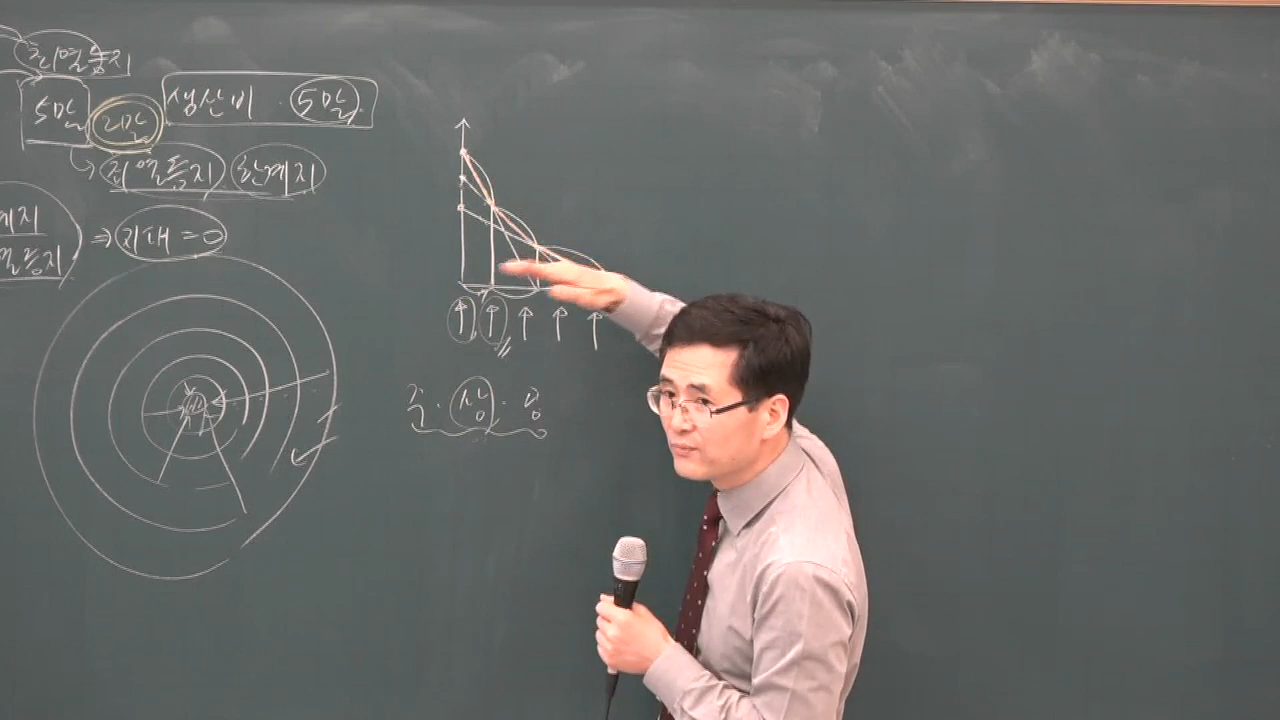 최열등지
5만 2만 생산비 · 5만
최열등지 한계지
계지 ⇒ 지대 = 0
열등지
주 · 상 · 공